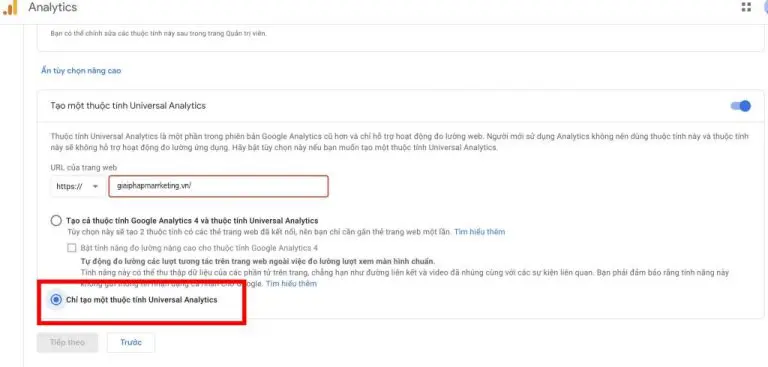 Analytics
Bạn có thể chỉnh sửa các thuộc tính này sau trong trang Quản trị viên.
Ẩn tùy chọn nâng cao
Tạo một thuộc tính Universal Analytics
Thuộc tính Universal Analytics là một phần trong phiên bản Google Analytics cũ hơn và chỉ hỗ trợ hoạt động đo lường web. Người mới sử dụng Analytics không nên dùng thuộc tính này và thuộc tính
này sẽ không hỗ trợ hoạt động đo lường ứng dụng. Hãy bật tùy chọn này nếu bạn muốn tạo một thuộc tính Universal Analytics.
URL của trang web
https:// giaiphapmarrketing.vn/
Tạo cả thuộc tính Google Analytics 4 và thuộc tính Universal Analytics
Tùy chọn này sẽ tạo 2 thuộc tính có các thẻ trang web đã kết nối, nên bạn chỉ cần gắn thẻ trang web một lần. Tìm hiểu thêm
Bật tính năng đo lường nâng cao cho thuộc tính Google Analytics 4
Tự động đo lường các lượt tương tác trên trang web ngoài việc đo lường lượt xem màn hình chuẩn.
Tính năng này có thể thu thập dữ liệu của các phần tử trên trang, chẳng hạn như đường liên kết và video đã nhúng cùng với các sự kiện liên quan. Bạn phải đảm bảo rằng tính năng này
không gửi thông tin nhận dạng cá nhân cho Google. Tìm hiểu thêm
Chỉ tạo một thuộc tính Universal Analytics
Tiếp theo Trước